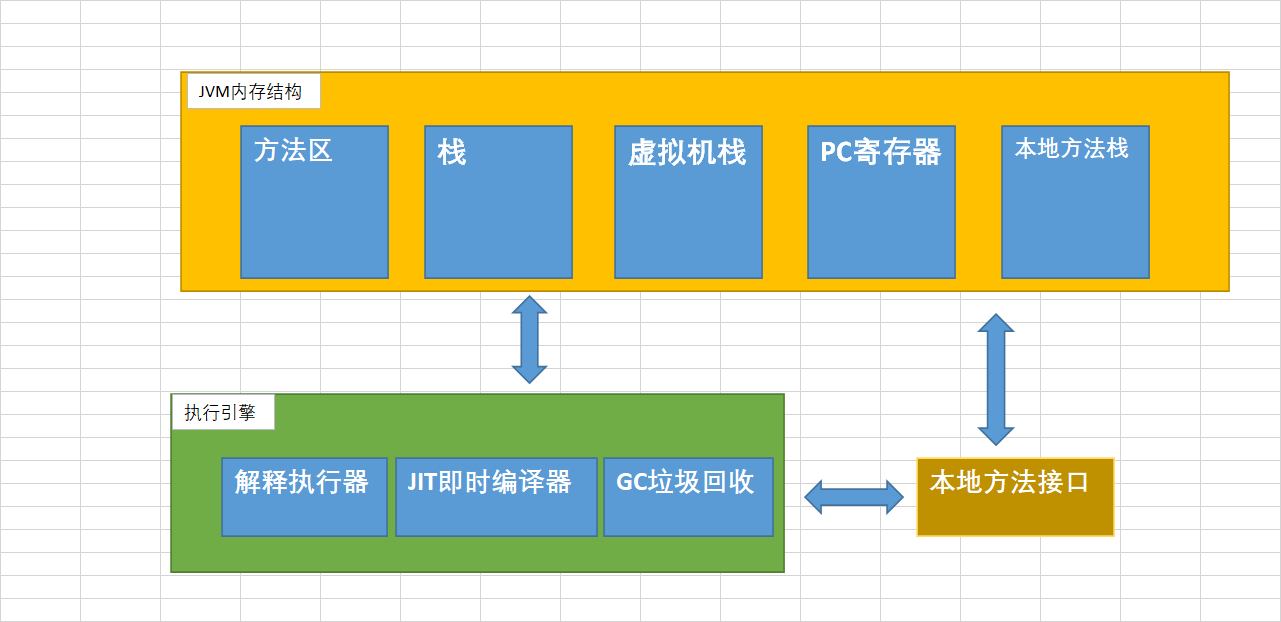 JVM内存结构
方法区
栈
虚拟机栈
PC寄存器
本地方法栈
执行引擎
解释执行器
JIT即时编译器
GC垃圾回收
本地方法接口